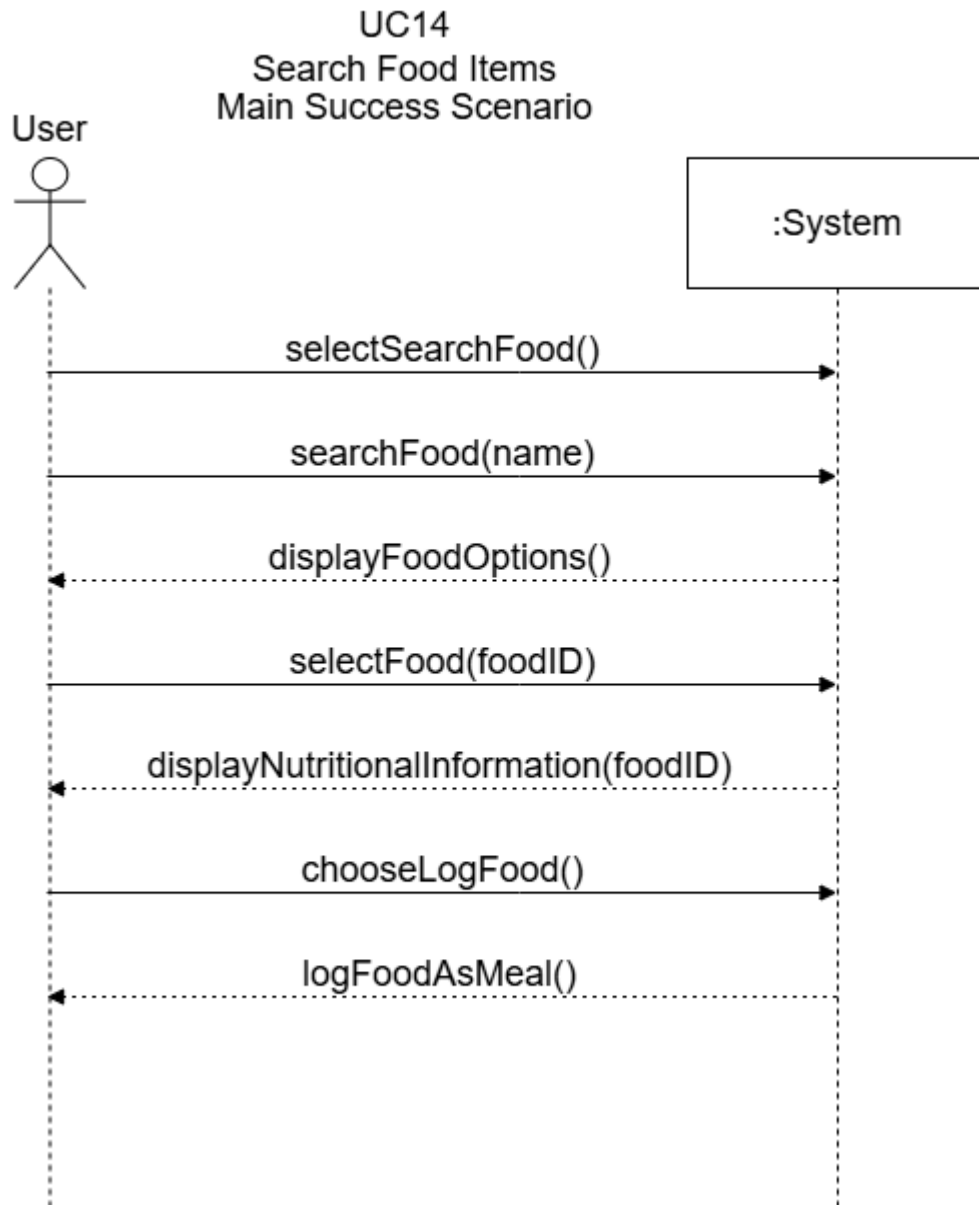 UC14
Search Food Items
Main Success Scenario
User
:System
selectSearchFood()
searchFood(name)
displayFoodOptions()
selectFood(foodID)
displayNutritionalInformation(foodID)
chooseLogFood()
logFoodAsMeal()